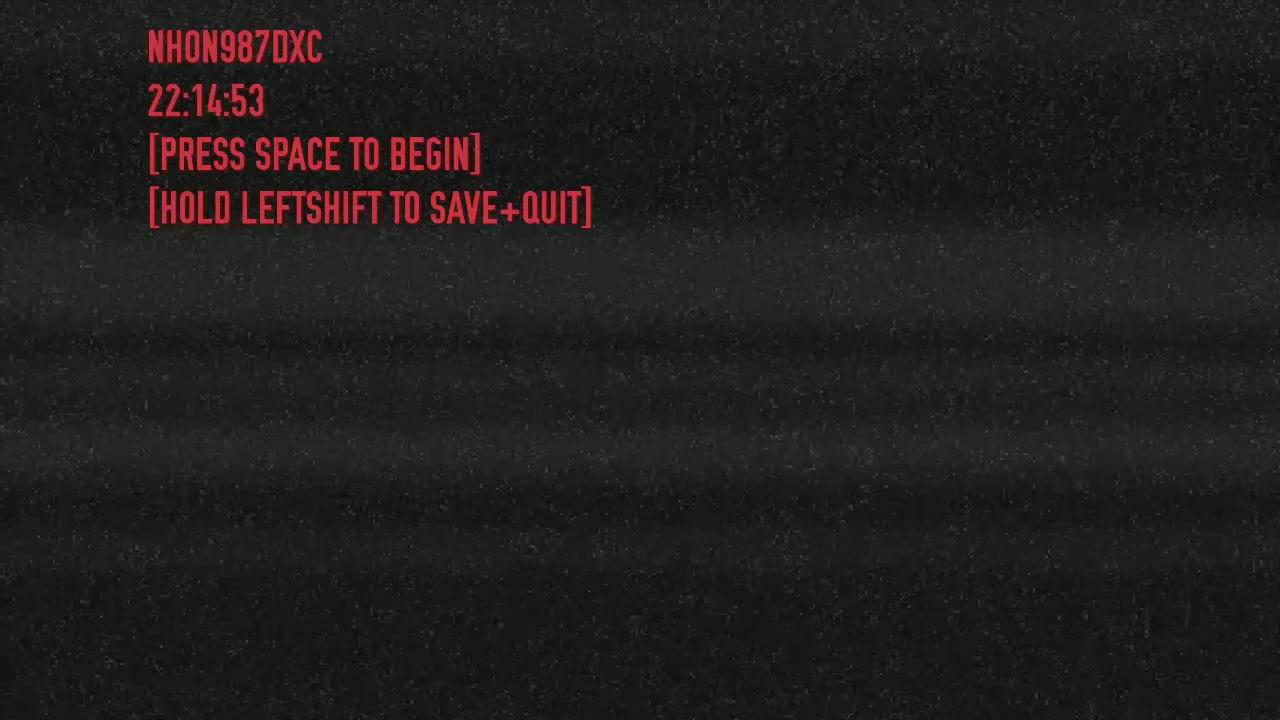 NHON987DXC
22:14:53
[PRESS SPACE TO BEGIN]
[HOLD LEFTSHIFT TO SAVE+QUIT]